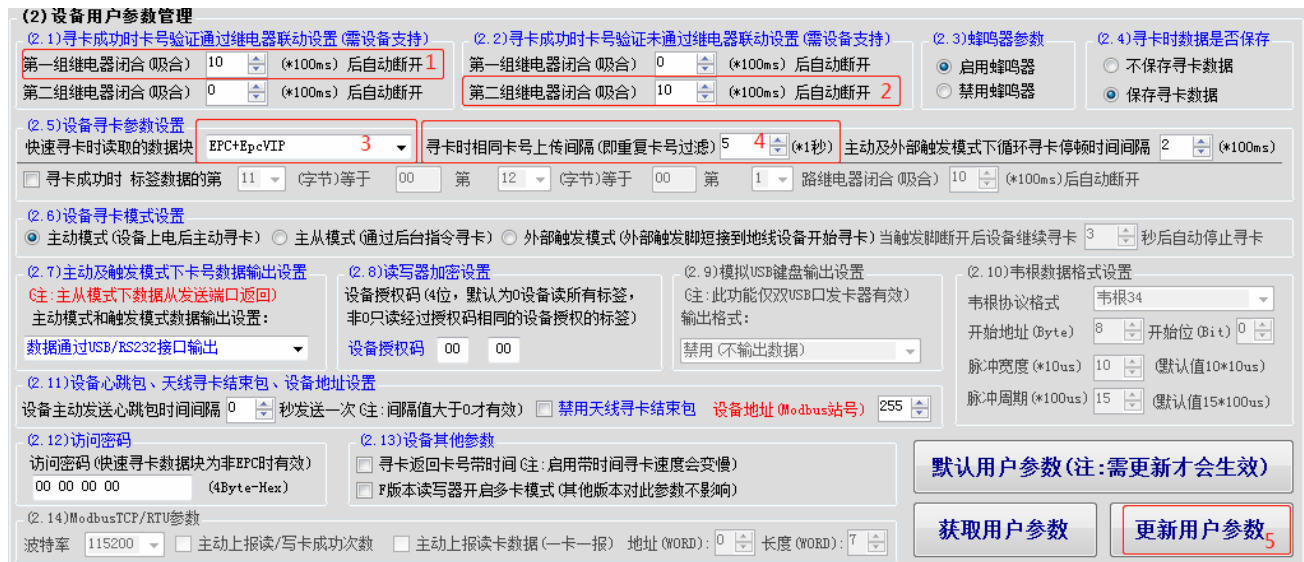 (2)设备用户参数管理
(2.1)寻卡成功时卡号验证通过继电器联动设置(需设备支持)
第一组继电器闭合(吸合) 10 (*100ms) 后自动断开 1
第二组继电器闭合(吸合) 0 (*100ms) 后自动断开
(2.2)寻卡成功时卡号验证未通过继电器联动设置(需设备支持)
第一组继电器闭合(吸合) 0 (*100ms) 后自动断开
第二组继电器闭合(吸合) 10 (*100ms) 后自动断开 2
(2.3)蜂鸣器参数
启用蜂鸣器
禁用蜂鸣器
(2.4)寻卡时数据是否保存
不保存寻卡数据
保存寻卡数据
(2.5)设备寻卡参数设置
快速寻卡时读取的数据块 EPC+EpcVIP 3 寻卡时相同卡号上传间隔(即重复卡号过滤) 5 4 (*1秒) 主动及外部触发模式下循环寻卡停顿时间间隔 2 (*100ms)
寻卡成功时 标签数据的第 11 (字节)等于 00 第 12 (字节)等于 00 第 1 路继电器闭合(吸合) 10 (*100ms)后自动断开
(2.6)设备寻卡模式设置
主动模式(设备上电后主动寻卡) 主从模式(通过后台指令寻卡) 外部触发模式(外部触发脚短接到地线设备开始寻卡) 当触发脚断开后设备继续寻卡 3 秒后自动停止寻卡
(2.7)主动及触发模式下卡号数据输出设置
(注:主从模式下数据从发送端口返回)
主动模式和触发模式数据输出设置:
数据通过USB/RS232接口输出
(2.8)读写器加密设置
设备授权码(4位，默认为0设备读所有标签，
非0只读经过授权码相同的设备授权的标签)
设备授权码 00 00
(2.9)模拟USB键盘输出设置
(注:此功能仅双USB口发卡器有效)
输出格式:
禁用(不输出数据)
(2.10)韦根数据格式设置
韦根协议格式 韦根34
开始地址(Byte) 8 开始位(Bit) 0
脉冲宽度(*10us) 10 (默认值10*10us)
脉冲周期(*100us) 15 (默认值15*100us)
(2.11)设备心跳包、天线寻卡结束包、设备地址设置
设备主动发送心跳包时间间隔 0 秒发送一次(注:间隔值大于0才有效) 禁用天线寻卡结束包 设备地址(Modbus站号) 255
(2.12)访问密码
访问密码(快速寻卡数据块为非EPC时有效)
00 00 00 00 (4Byte-Hex)
(2.13)设备其他参数
寻卡返回卡号带时间(注:启用带时间寻卡速度会变慢)
F版本读写器开启多卡模式(其他版本对此参数不影响)
默认用户参数(注:需更新才会生效)
(2.14)ModbusTCP/RTU参数
波特率 115200 主动上报读/写卡成功次数 主动上报读卡数据(一卡一报) 地址(WORD): 0 长度(WORD): 7
获取用户参数
更新用户参数 5